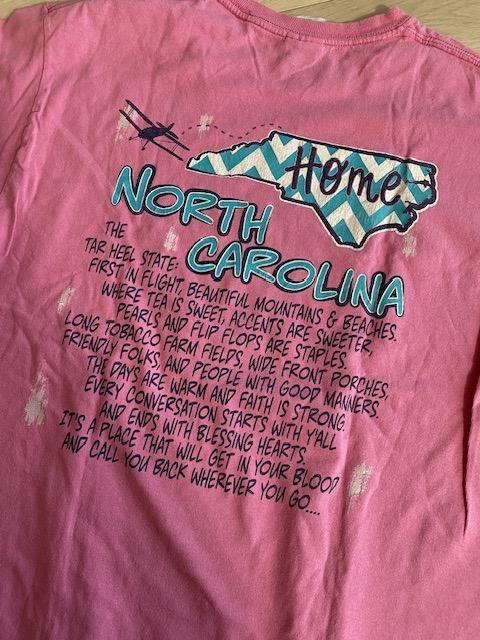 Home
NORTH
CAROLINA
THE
TAR HEEL STATE:
FIRST IN FLIGHT, BEAUTIFUL MOUNTAINS & BEACHES.
WHERE TEA IS SWEET, ACCENTS ARE SWEETER,
PEARLS AND FLIP FLOPS ARE STAPLES.
LONG TOBACCO FARM FIELDS, WIDE FRONT PORCHES,
FRIENDLY FOLKS, AND PEOPLE WITH GOOD MANNERS
THE DAYS ARE WARM AND FAITH IS STRONG.
EVERY CONVERSATION STARTS WITH Y'ALL
AND ENDS WITH BLESSING HEARTS
IT'S A PLACE THAT WILL GET IN YOUR BLOOD
AND CALL YOU BACK WHEREVER YOU GO....